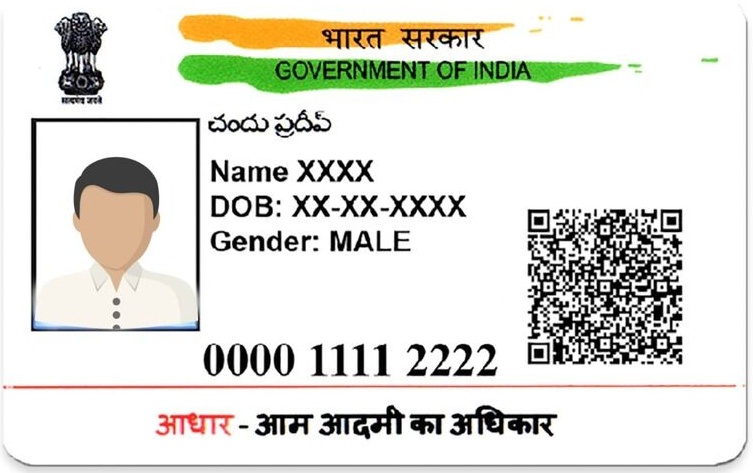 भारत सरकार
GOVERNMENT OF INDIA
सत्यमेव जयते
చందు ప్రదీప్
Name XXXX
DOB: XX-XX-XXXX
Gender: MALE
0000 1111 2222
आधार - आम आदमी का अधिकार